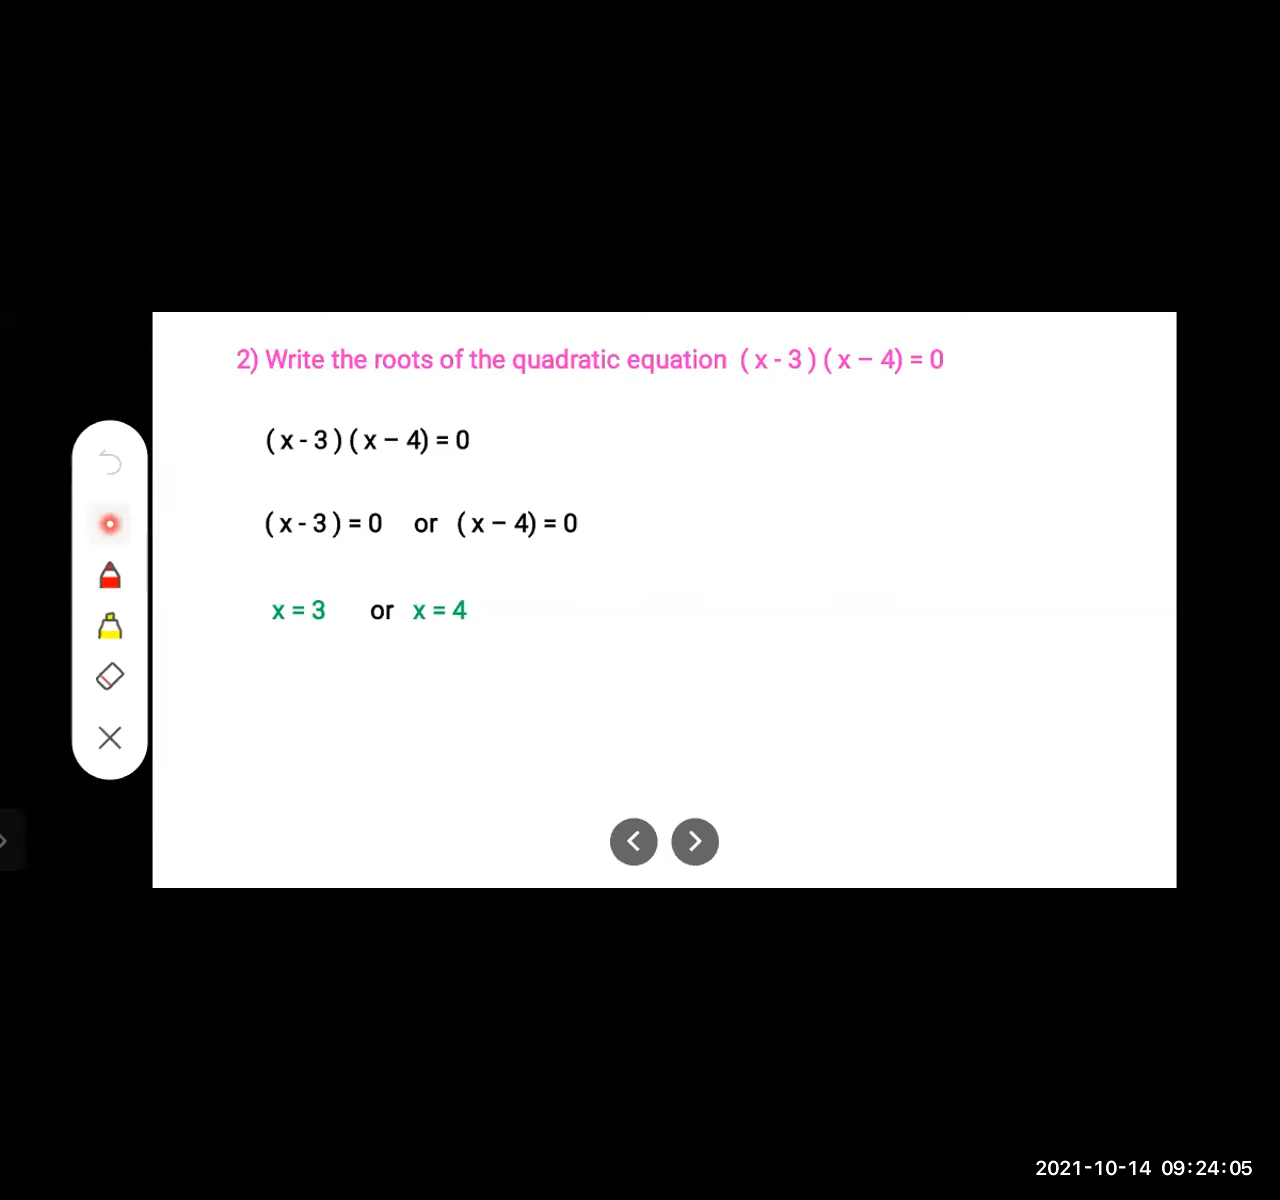 2) Write the roots of the quadratic equation ( x - 3 ) ( x – 4) = 0
( x - 3 ) ( x – 4) = 0
( x - 3 ) = 0 or ( x – 4) = 0
x = 3 or x = 4
2021-10-14 09:24:05